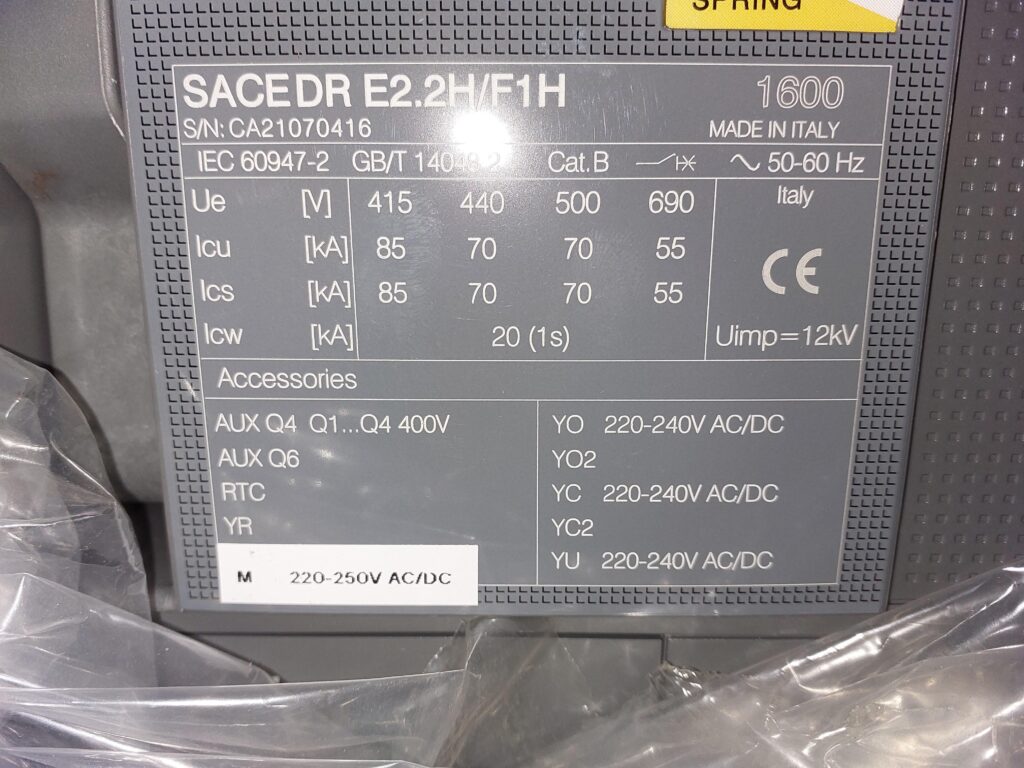 SPRING
SACE DR E2.2H/F1H 1600
S/N: CA21070416 MADE IN ITALY
IEC 60947-2 GB/T Cat.B ~ 50-60 Hz
Ue [V] 415 440 500 690 Italy
Icu [kA] 85 70 70 55
CE
Ics [kA] 85 70 70 55
Icw [kA] 20 (1s) Uimp=12kV
Accessories
AUX Q4 Q1...Q4 400V YO 220-240V AC/DC
AUX Q6 YO2
RTC YC 220-240V AC/DC
YR YC2
M 220-250V AC/DC YU 220-240V AC/DC